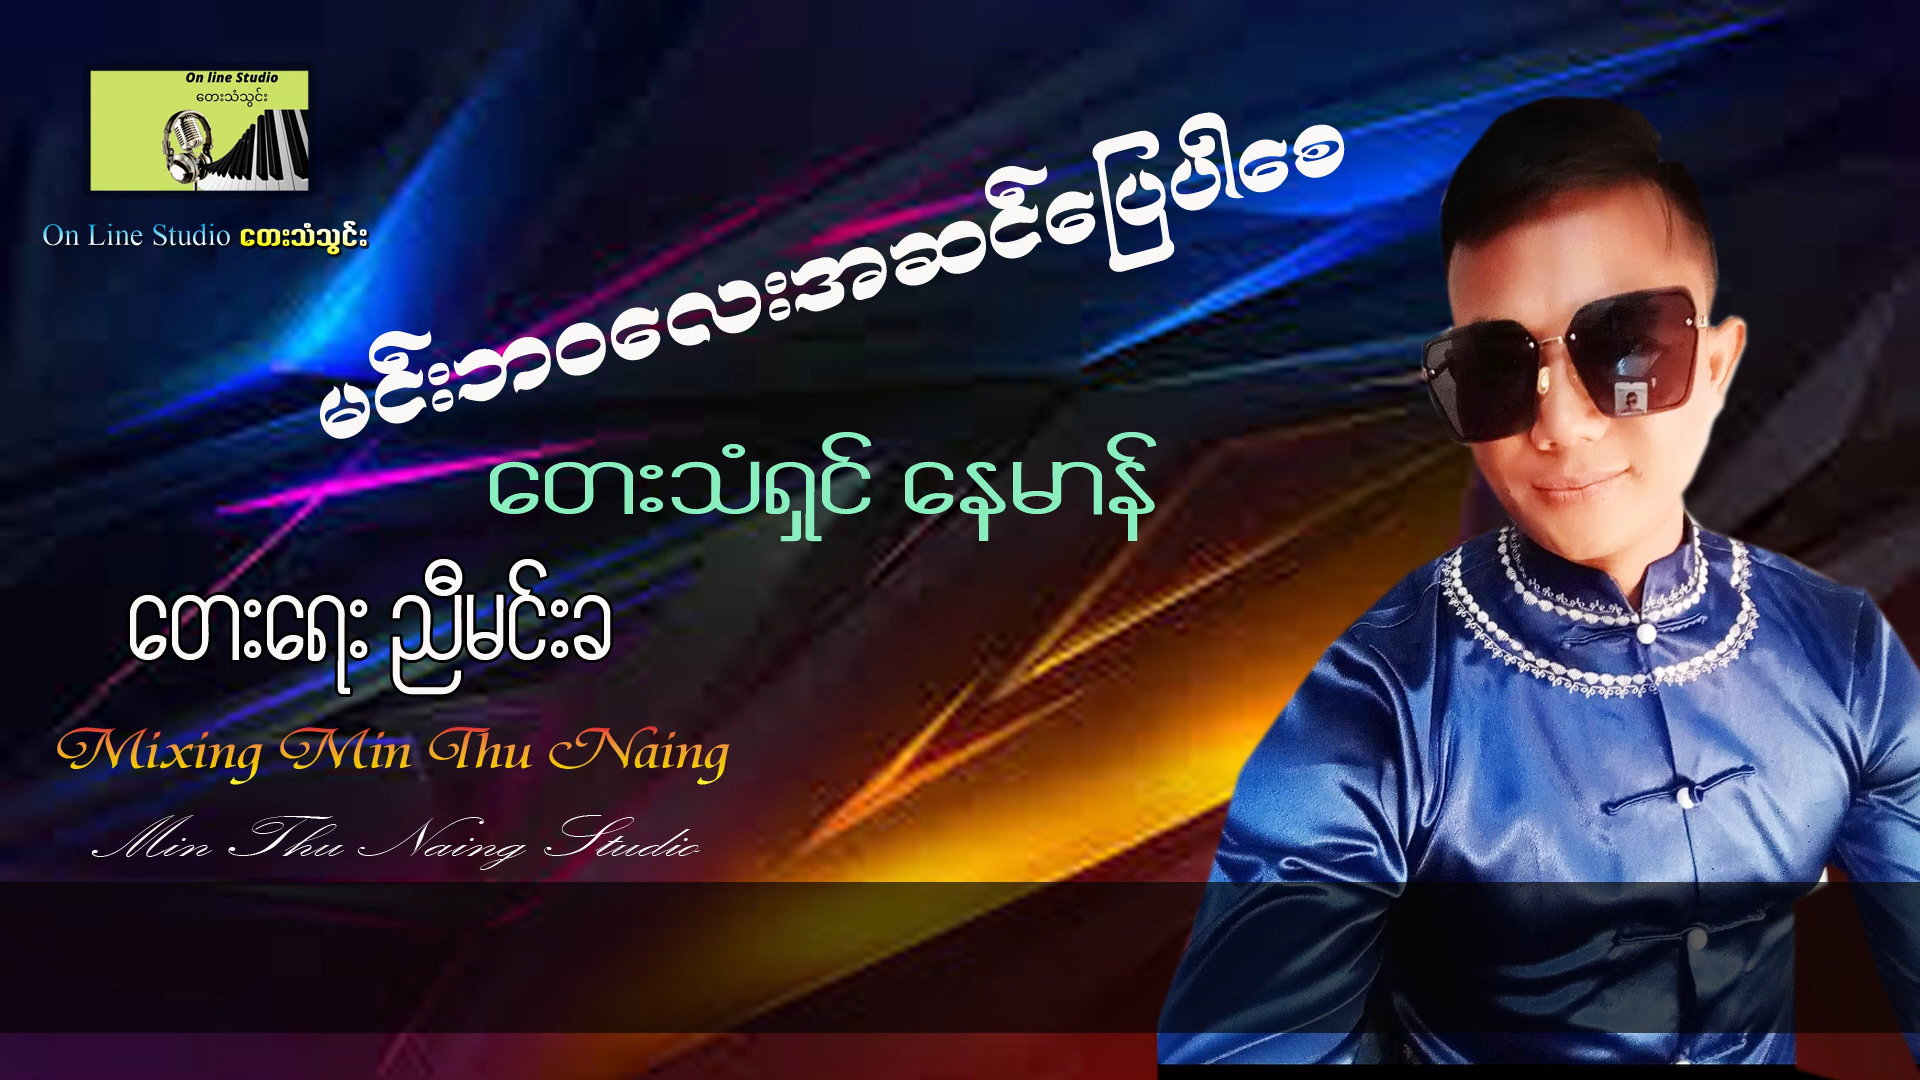 On line Studio
တေးသံသွင်း
On Line Studio တေးသံသွင်း
မင်းဘဝလေးအဆင်ပြေပါစေ
တေးသံရှင် နေမာန်
တေးရေး ညီမင်းခ
Mixing Min Thu Naing
Min Thu Naing Studio